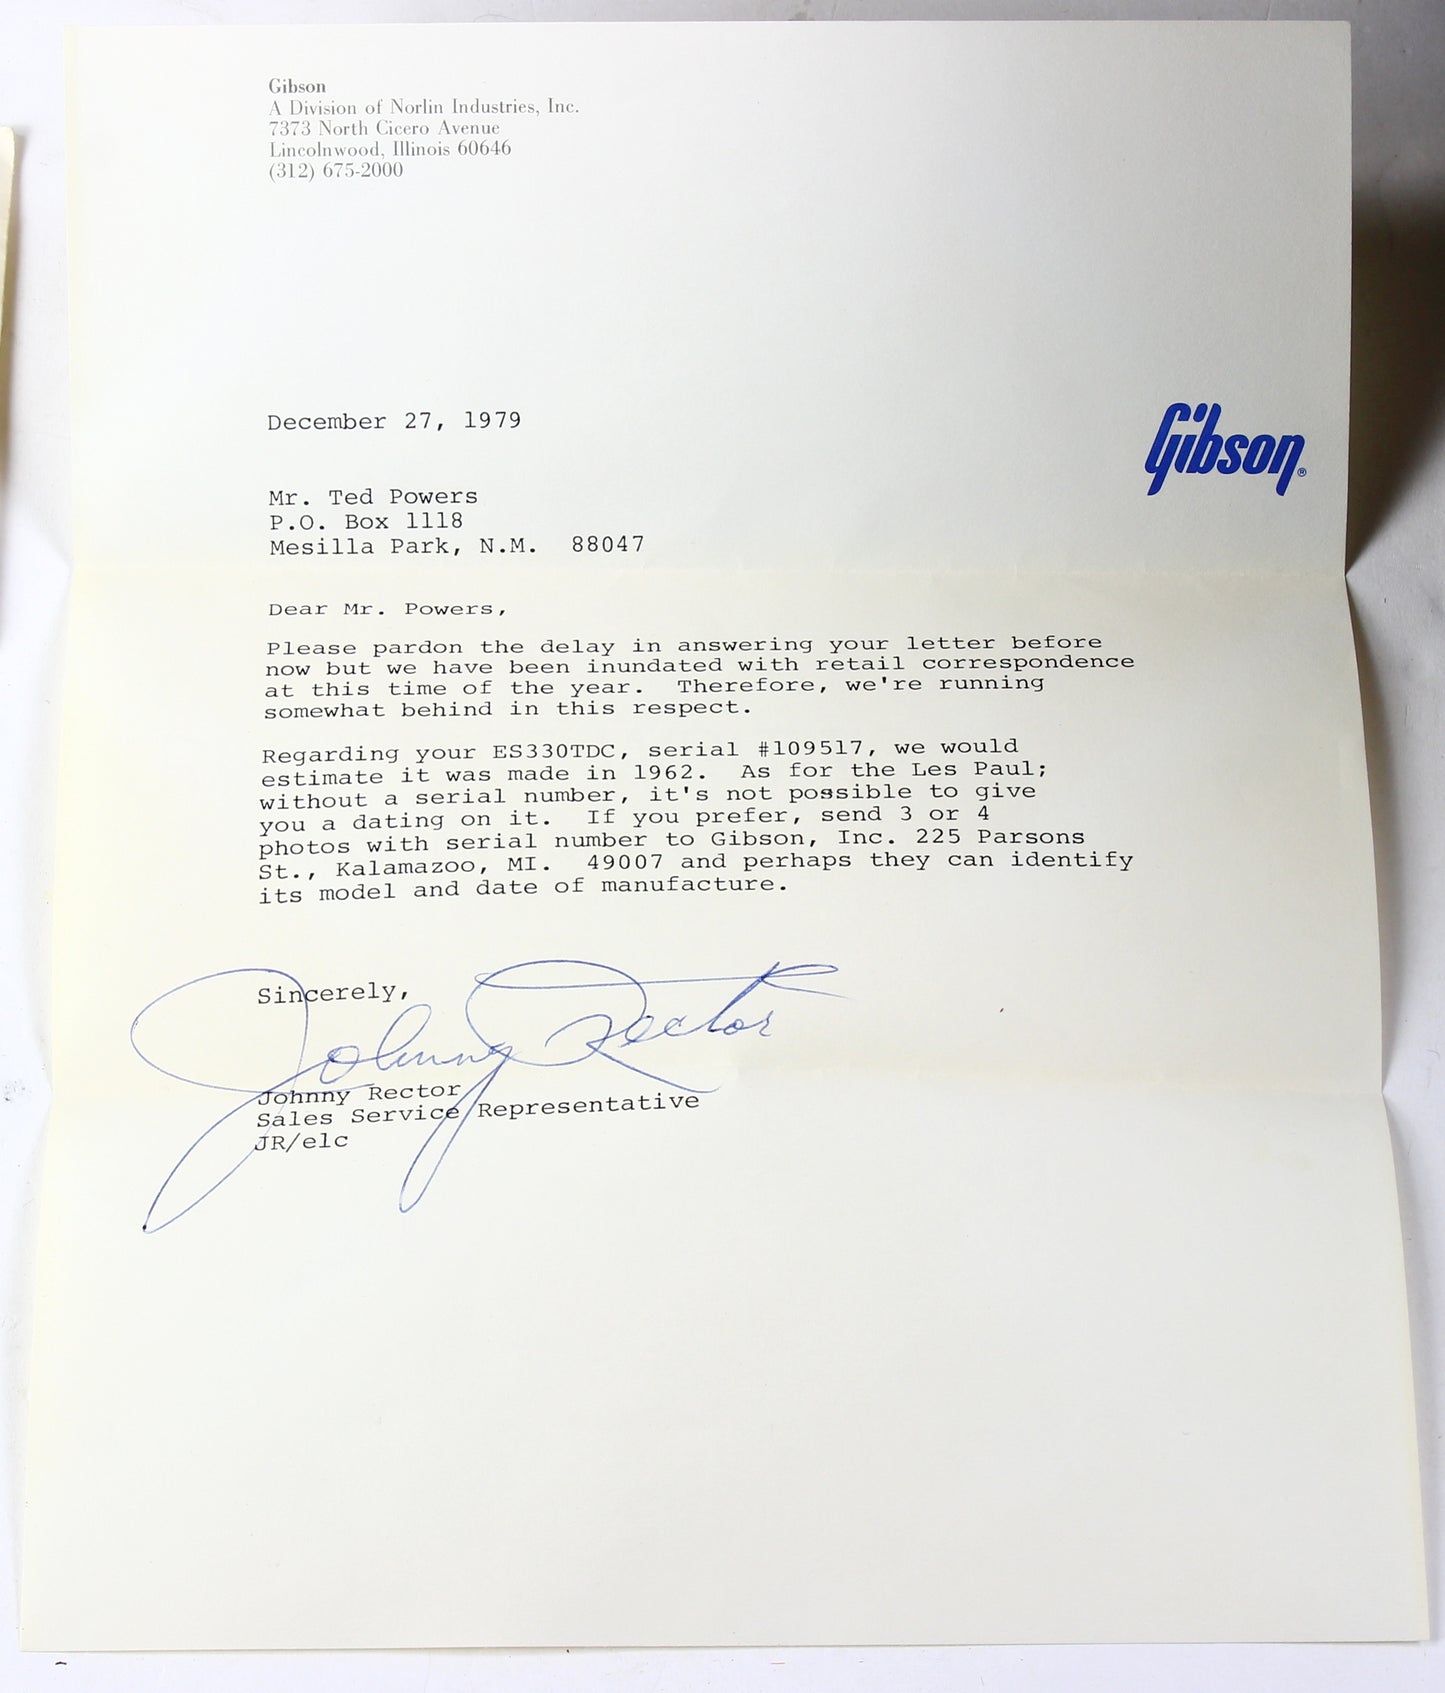 Gibson
A Division of Norlin Industries, Inc.
7373 North Cicero Avenue
Lincolnwood, Illinois 60646
(312) 675-2000
December 27, 1979
Gibson®
Mr. Ted Powers
P.O. Box 1118
Mesilla Park, N.M.  88047
Dear Mr. Powers,
Please pardon the delay in answering your letter before
now but we have been inundated with retail correspondence
at this time of the year.  Therefore, we're running
somewhat behind in this respect.
Regarding your ES330TDC, serial #109517, we would
estimate it was made in 1962.  As for the Les Paul;
without a serial number, it's not possible to give
you a dating on it.  If you prefer, send 3 or 4
photos with serial number to Gibson, Inc. 225 Parsons
St., Kalamazoo, MI.  49007 and perhaps they can identify
its model and date of manufacture.
Sincerely,
Johnny Rector
Johnny Rector
Sales Service Representative
JR/elc